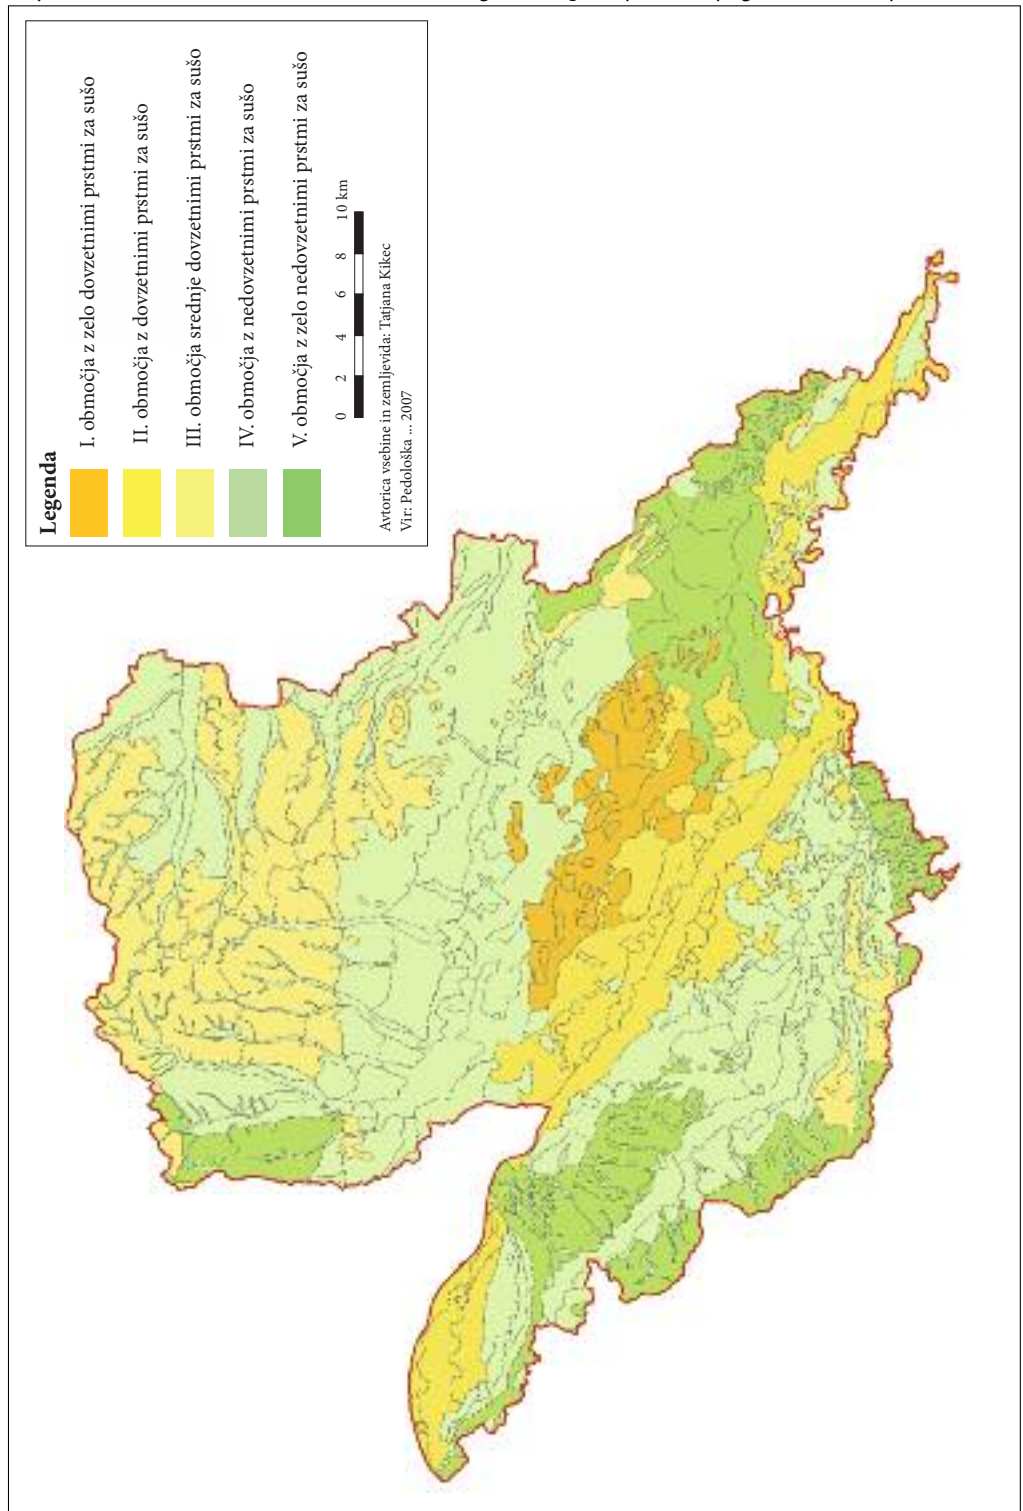 Legenda
I. območja z zelo dovzetnimi prstmi za sušo
II. območja z dovzetnimi prstmi za sušo
III. območja srednje dovzetnimi prstmi za sušo
IV. območja z nedovzetnimi prstmi za sušo
V. območja z zelo nedovzetnimi prstmi za sušo
0 2 4 6 8 10 km
Avtorica vsebine in zemljevida: Tatjana Kikec
Vir: Pedološka ... 2007